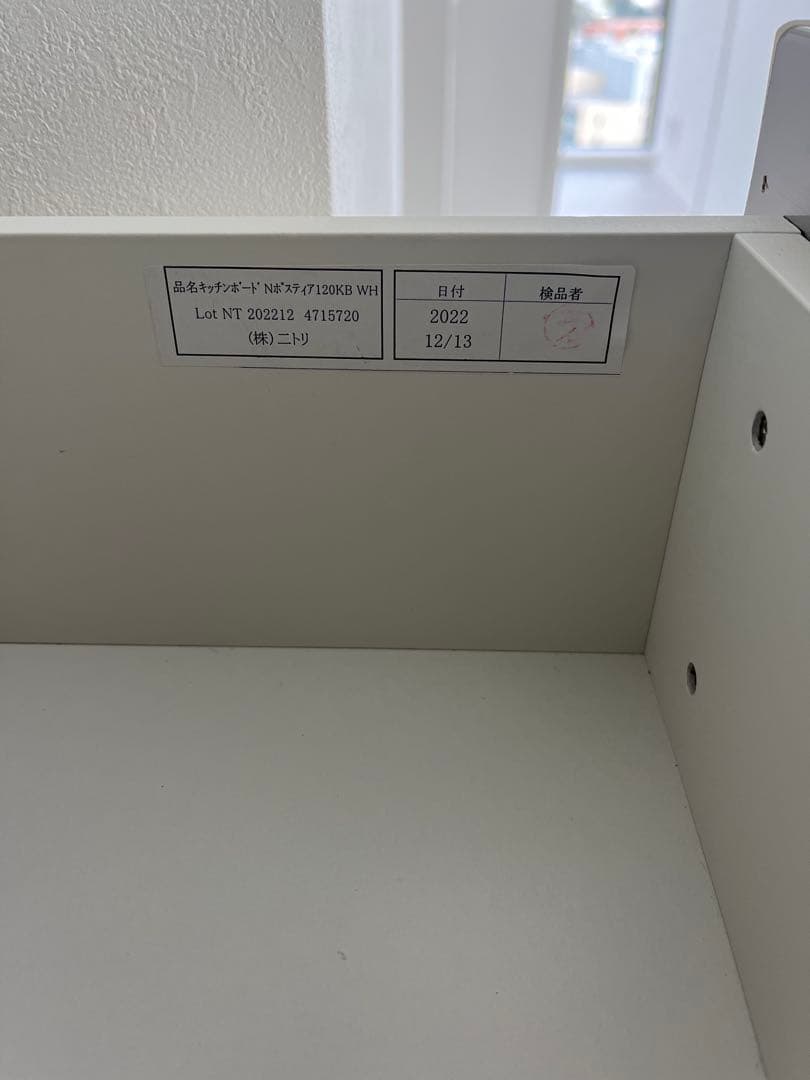 品名キッチンボード Nポスティア120KB WH
Lot NT 202212 4715720
(株)ニトリ
日付 検品者
2022
12/13